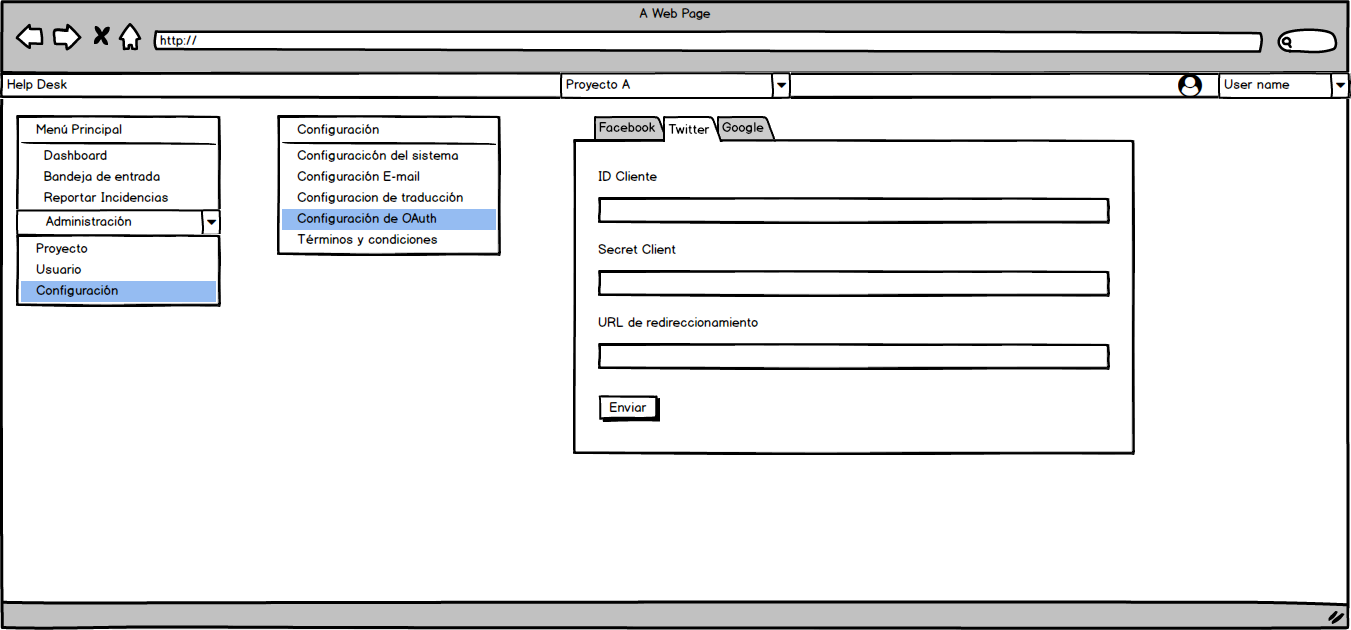 A Web Page
http://
Help Desk
Proyecto A
User name
Menú Principal
Dashboard
Bandeja de entrada
Reportar Incidencias
Administración
Proyecto
Usuario
Configuración
Configuración
Configuracicón del sistema
Configuración E-mail
Configuracion de traducción
Configuración de OAuth
Términos y condiciones
Facebook
Twitter
Google
ID Cliente
Secret Client
URL de redireccionamiento
Enviar